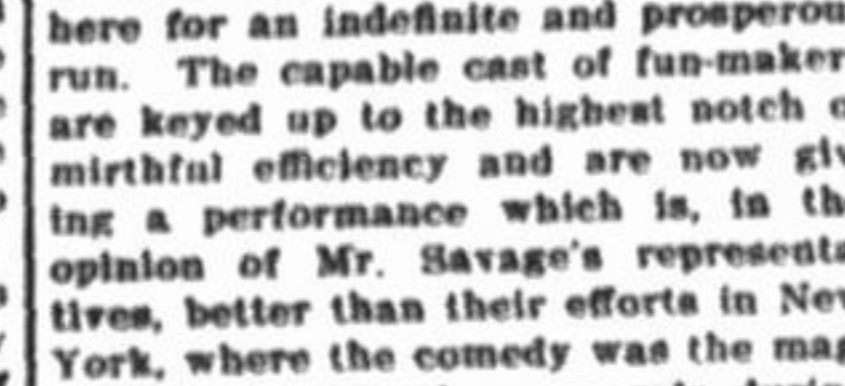 here for an indefinite and prosperou
run. The capable cast of fun-maker
are keyed up to the highest notch o
mirthful efficiency and are now giv
ing a performance which is, in th
opinion of Mr. Savage's representa
tives, better than their efforts in New
York, where the comedy was the mag